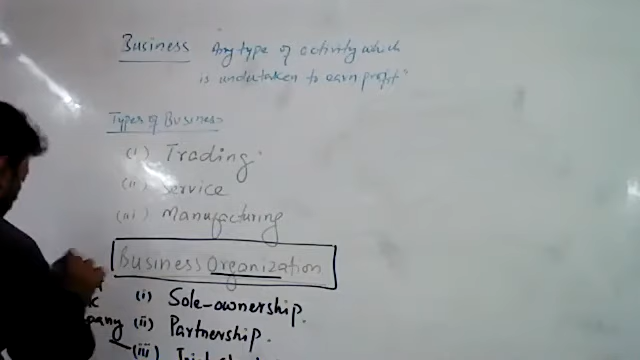 Business Any type of activity which
is undertaken to earn profit"
Types of Business
(i) Trading.
(ii) Service
(iii) Manufacturing
Business Organization
(i) Sole-ownership.
(ii) Partnership.
(iii)